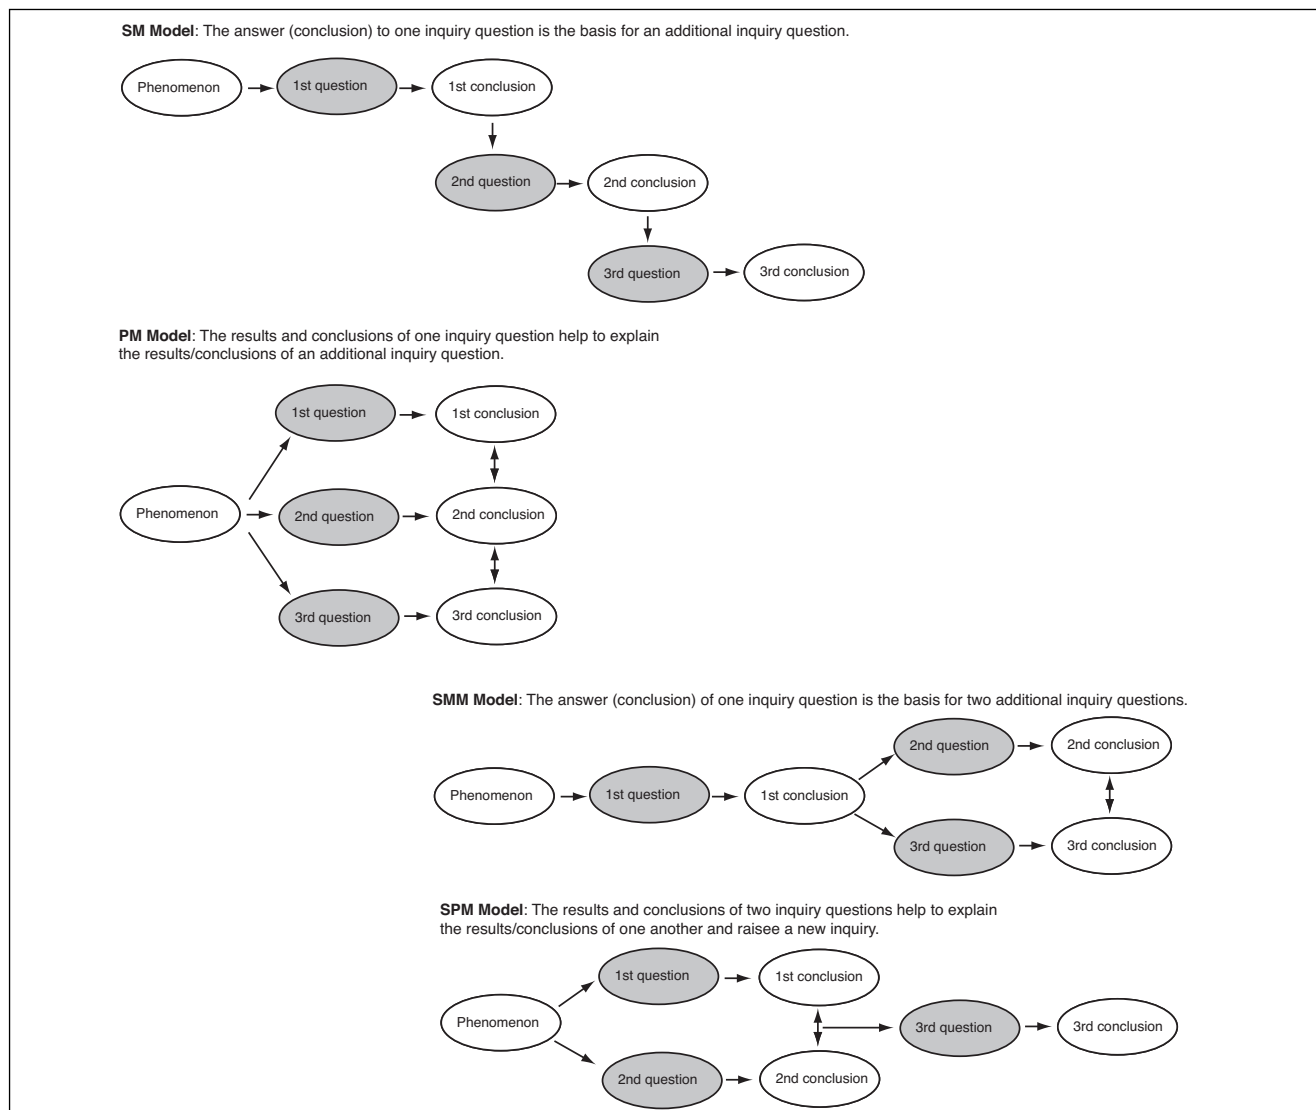 SM Model: The answer (conclusion) to one inquiry question is the basis for an additional inquiry question.
Phenomenon
1st question
1st conclusion
2nd question
2nd conclusion
3rd question
3rd conclusion
PM Model: The results and conclusions of one inquiry question help to explain
the results/conclusions of an additional inquiry question.
1st question
1st conclusion
Phenomenon
2nd question
2nd conclusion
3rd question
3rd conclusion
SMM Model: The answer (conclusion) of one inquiry question is the basis for two additional inquiry questions.
2nd question
2nd conclusion
Phenomenon
1st question
1st conclusion
3rd question
3rd conclusion
SPM Model: The results and conclusions of two inquiry questions help to explain
the results/conclusions of one another and raisee a new inquiry.
1st question
1st conclusion
Phenomenon
3rd question
3rd conclusion
2nd question
2nd conclusion